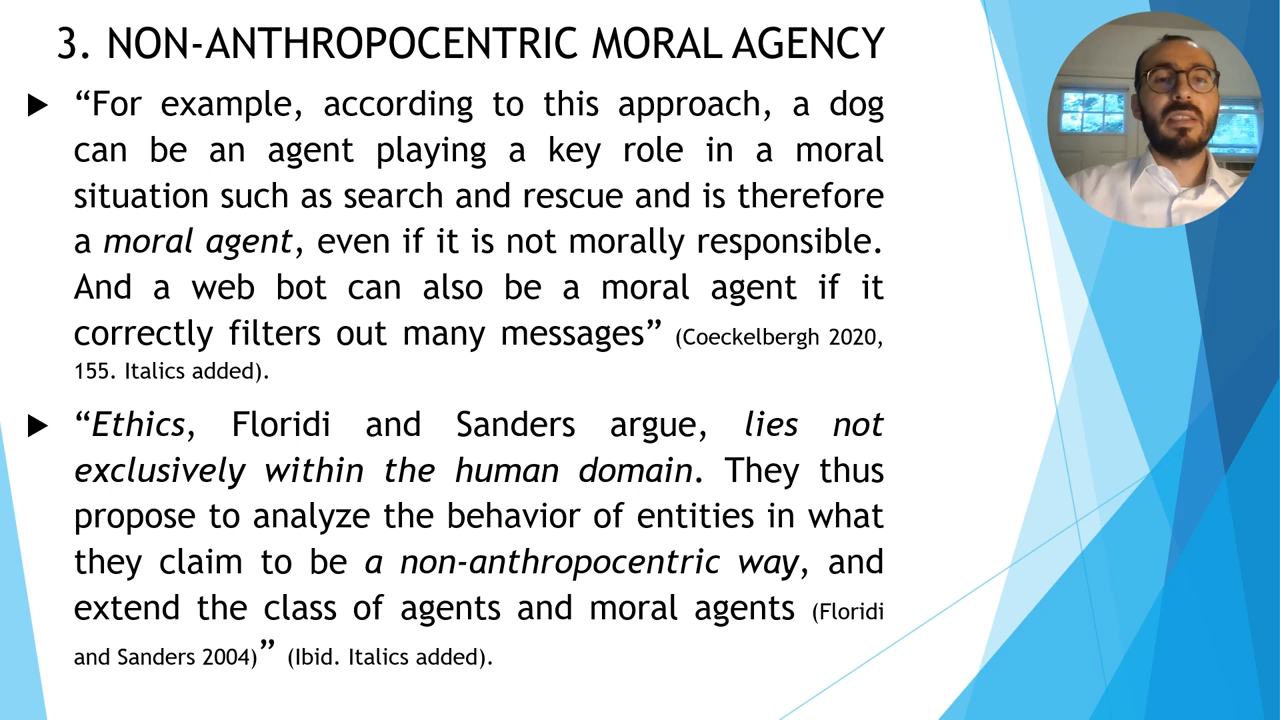 3. NON-ANTHROPOCENTRIC MORAL AGENCY
“For example, according to this approach, a dog
can be an agent playing a key role in a moral
situation such as search and rescue and is therefore
a moral agent, even if it is not morally responsible.
And a web bot can also be a moral agent if it
correctly filters out many messages” (Coeckelbergh 2020,
155. Italics added).
“Ethics, Floridi and Sanders argue, lies not
exclusively within the human domain. They thus
propose to analyze the behavior of entities in what
they claim to be a non-anthropocentric way, and
extend the class of agents and moral agents (Floridi
and Sanders 2004)” (Ibid. Italics added).